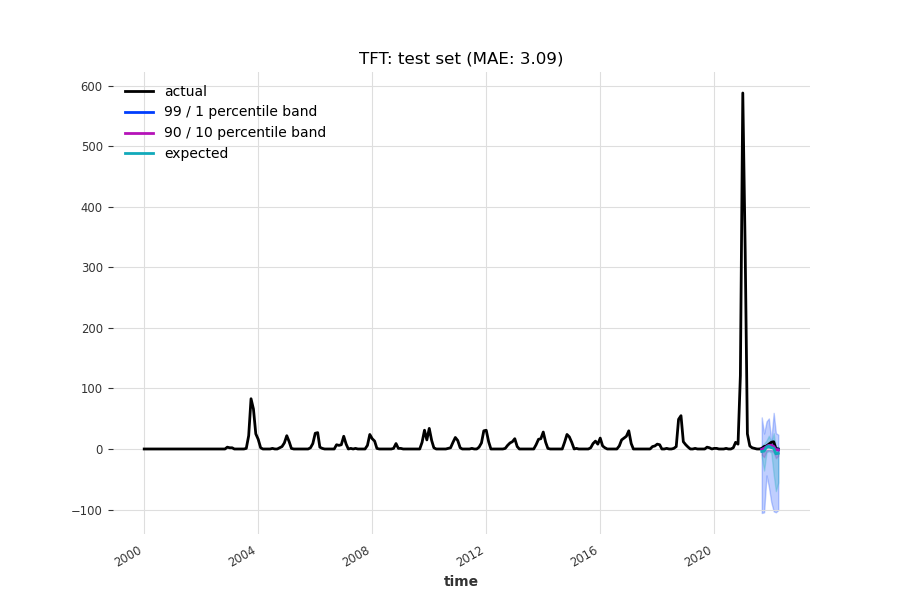 TFT: test set (MAE: 3.09)
actual
99 / 1 percentile band
90 / 10 percentile band
expected
600
500
400
300
200
100
0
−100
2000
2004
2008
2012
2016
2020
time